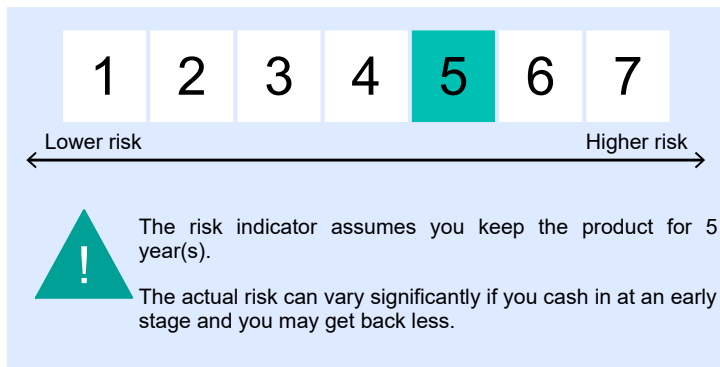 1 2 3 4 5 6 7
Lower risk Higher risk
!
The risk indicator assumes you keep the product for 5
year(s).
The actual risk can vary significantly if you cash in at an early
stage and you may get back less.